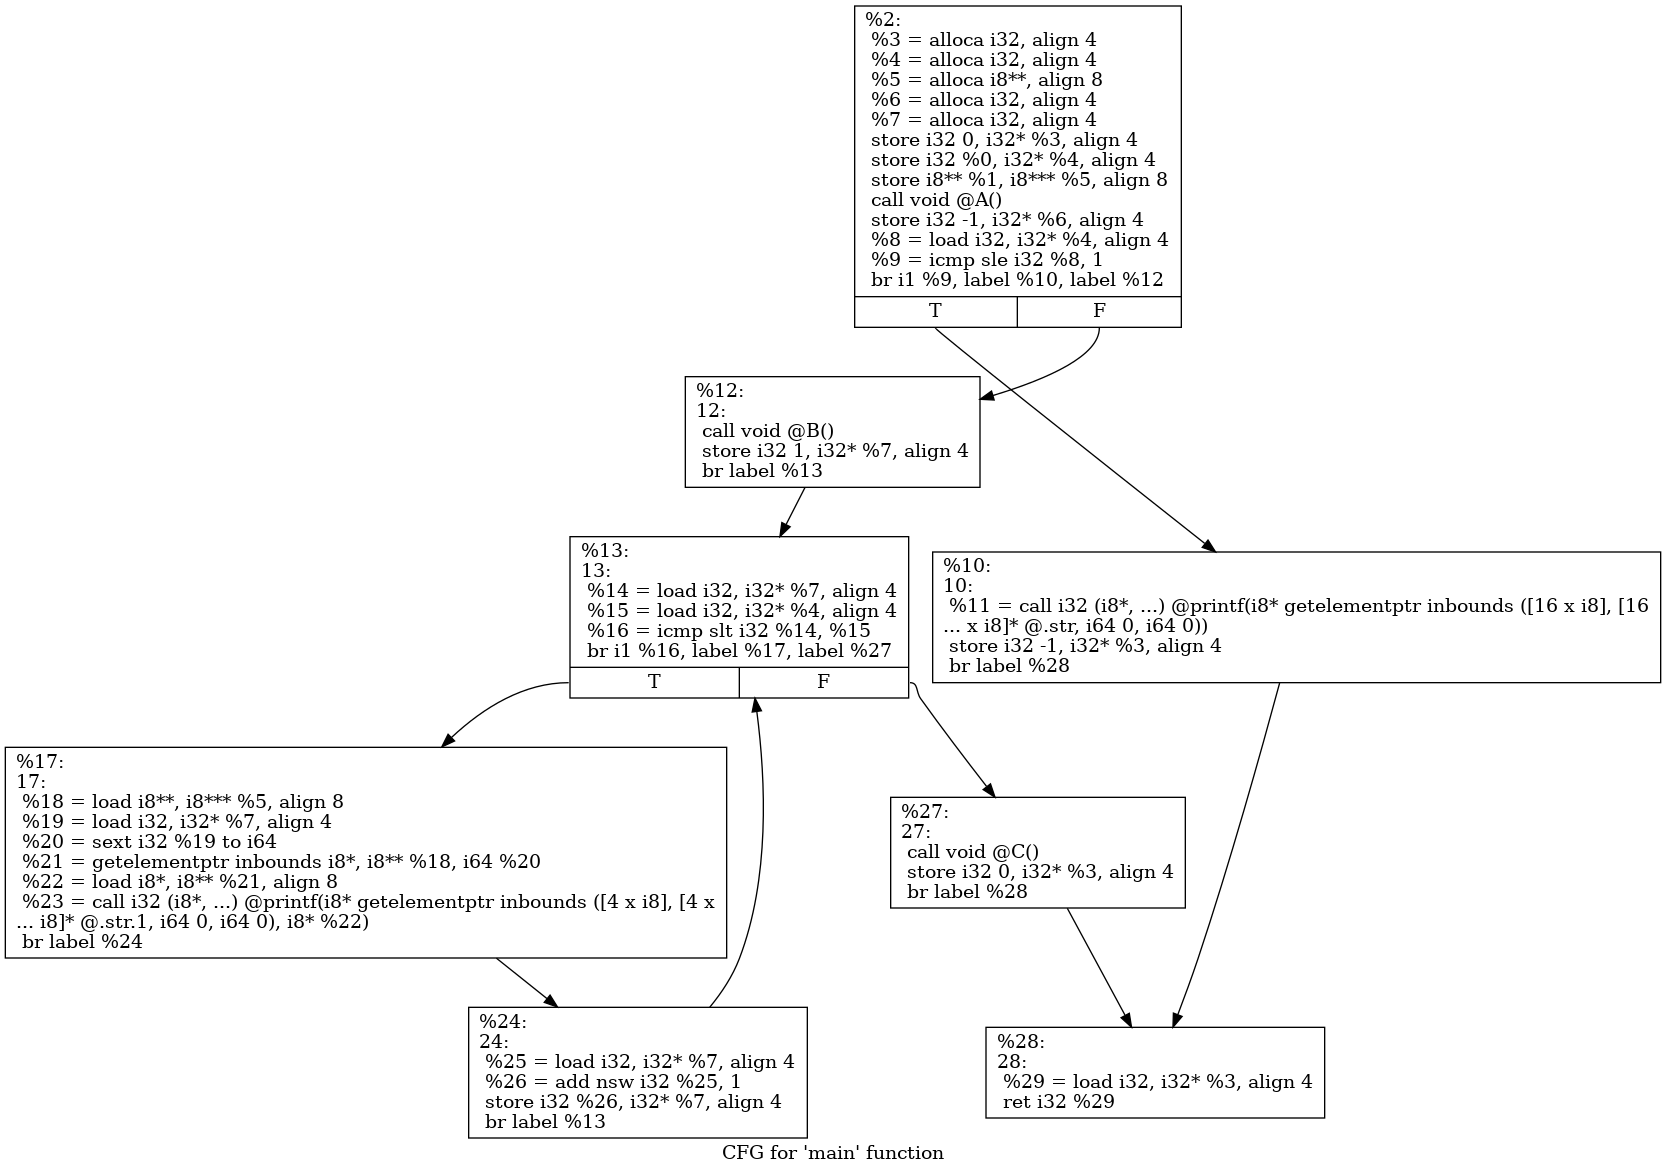 %2:
%3 = alloca i32, align 4
%4 = alloca i32, align 4
%5 = alloca i8**, align 8
%6 = alloca i32, align 4
%7 = alloca i32, align 4
store i32 0, i32* %3, align 4
store i32 %0, i32* %4, align 4
store i8** %1, i8*** %5, align 8
call void @A()
store i32 -1, i32* %6, align 4
%8 = load i32, i32* %4, align 4
%9 = icmp sle i32 %8, 1
br i1 %9, label %10, label %12
T F
%12:
12:
call void @B()
store i32 1, i32* %7, align 4
br label %13
%13:
13:
%14 = load i32, i32* %7, align 4
%15 = load i32, i32* %4, align 4
%16 = icmp slt i32 %14, %15
br i1 %16, label %17, label %27
T F
%10:
10:
%11 = call i32 (i8*, ...) @printf(i8* getelementptr inbounds ([16 x i8], [16
... x i8]* @.str, i64 0, i64 0))
store i32 -1, i32* %3, align 4
br label %28
%17:
17:
%18 = load i8**, i8*** %5, align 8
%19 = load i32, i32* %7, align 4
%20 = sext i32 %19 to i64
%21 = getelementptr inbounds i8*, i8** %18, i64 %20
%22 = load i8*, i8** %21, align 8
%23 = call i32 (i8*, ...) @printf(i8* getelementptr inbounds ([4 x i8], [4 x
... i8]* @.str.1, i64 0, i64 0), i8* %22)
br label %24
%27:
27:
call void @C()
store i32 0, i32* %3, align 4
br label %28
%24:
24:
%25 = load i32, i32* %7, align 4
%26 = add nsw i32 %25, 1
store i32 %26, i32* %7, align 4
br label %13
%28:
28:
%29 = load i32, i32* %3, align 4
ret i32 %29
CFG for 'main' function